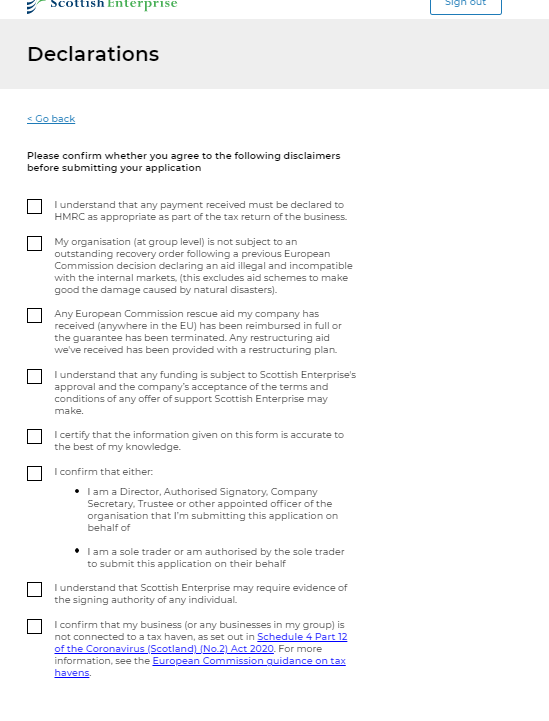 Scottish Enterprise
Sign out
Declarations
< Go back
Please confirm whether you agree to the following disclaimers
before submitting your application
I understand that any payment received must be declared to
HMRC as appropriate as part of the tax return of the business.
My organisation (at group level) is not subject to an
outstanding recovery order following a previous European
Commission decision declaring an aid illegal and incompatible
with the internal markets, (this excludes aid schemes to make
good the damage caused by natural disasters).
Any European Commission rescue aid my company has
received (anywhere in the EU) has been reimbursed in full or
the guarantee has been terminated. Any restructuring aid
we've received has been provided with a restructuring plan.
I understand that any funding is subject to Scottish Enterprise's
approval and the company's acceptance of the terms and
conditions of any offer of support Scottish Enterprise may
make.
I certify that the information given on this form is accurate to
the best of my knowledge.
I confirm that either:
• I am a Director, Authorised Signatory, Company
Secretary, Trustee or other appointed officer of the
organisation that I'm submitting this application on
behalf of
• I am a sole trader or am authorised by the sole trader
to submit this application on their behalf
I understand that Scottish Enterprise may require evidence of
the signing authority of any individual.
I confirm that my business (or any businesses in my group) is
not connected to a tax haven, as set out in Schedule 4 Part 12
of the Coronavirus (Scotland) (No.2) Act 2020. For more
information, see the European Commission guidance on tax
havens.